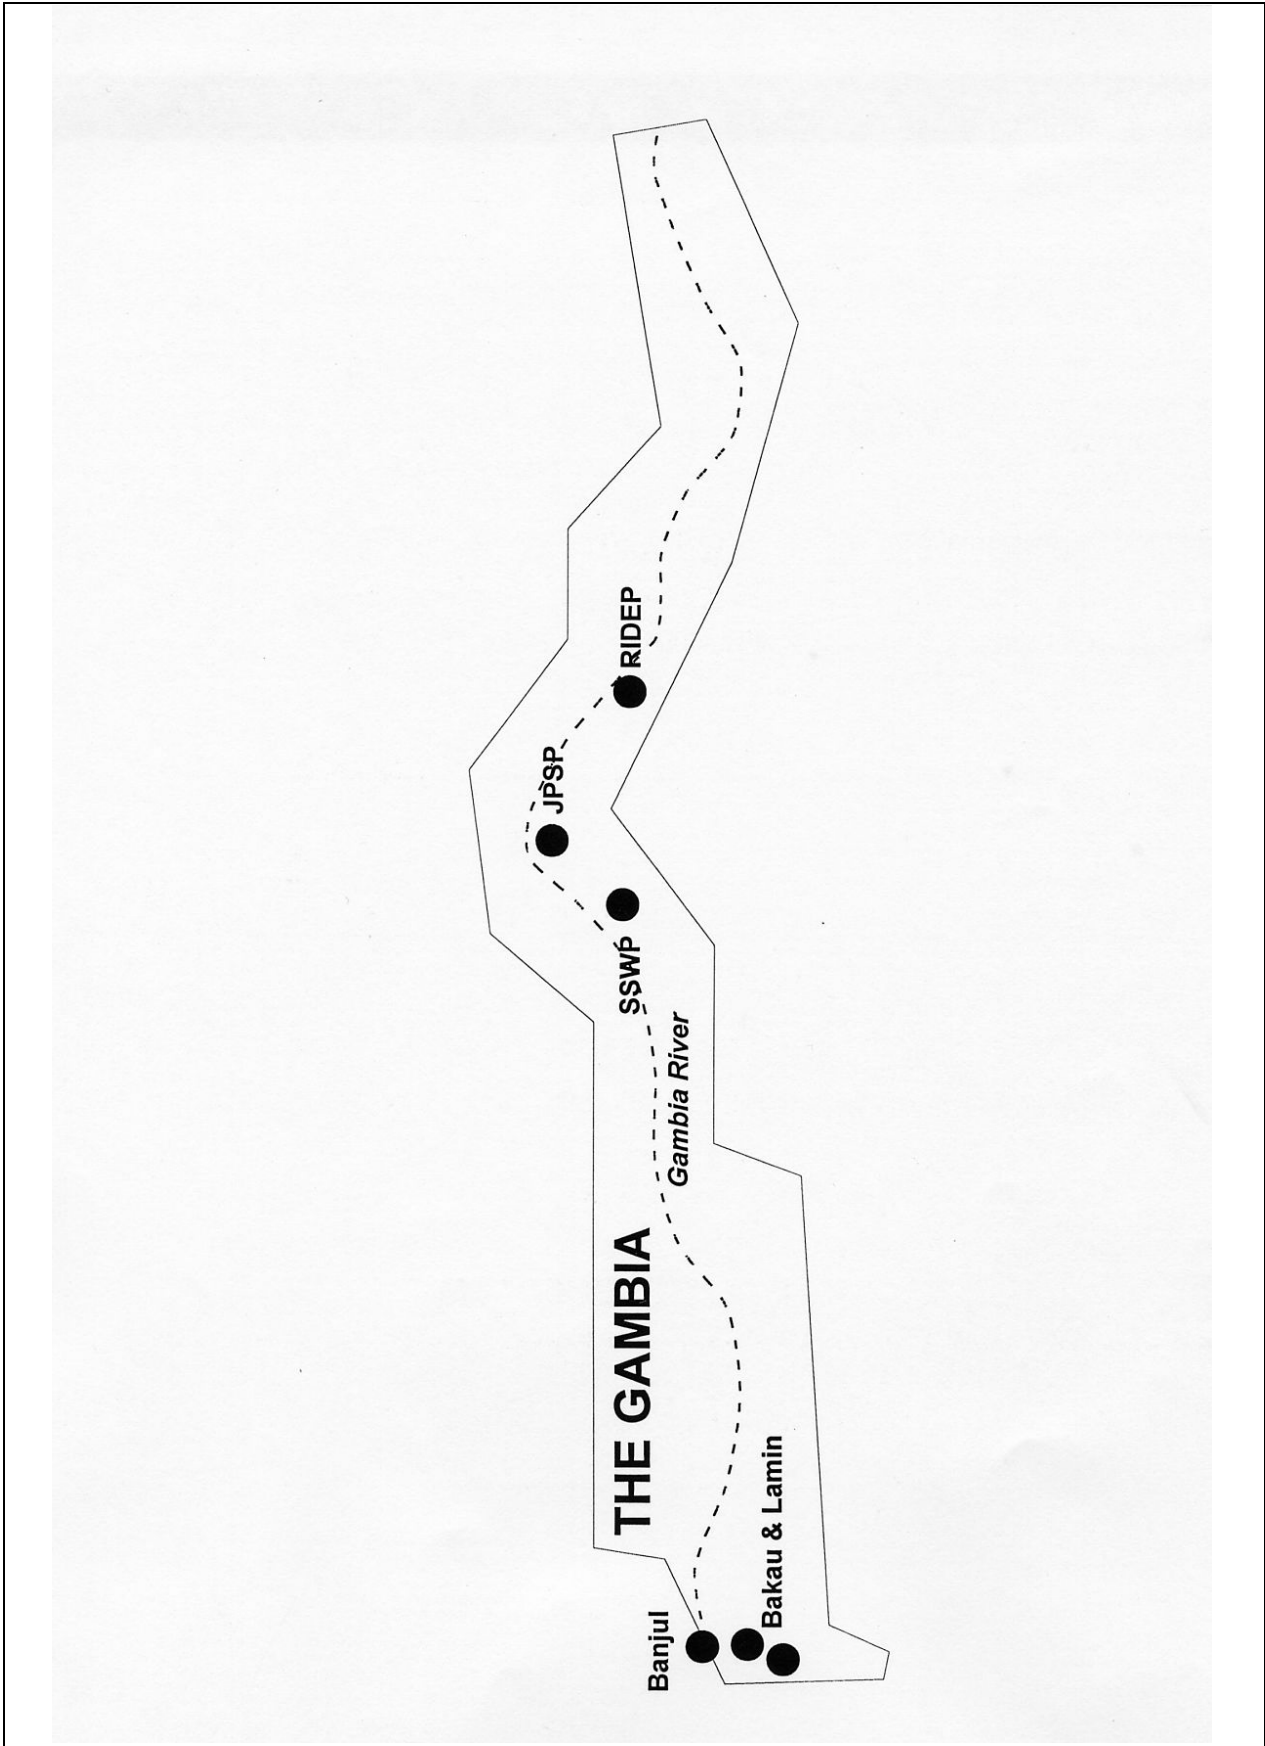 THE GAMBIA
Banjul
Bakau & Lamin
Gambia River
SSWP
JPSP
RIDEP